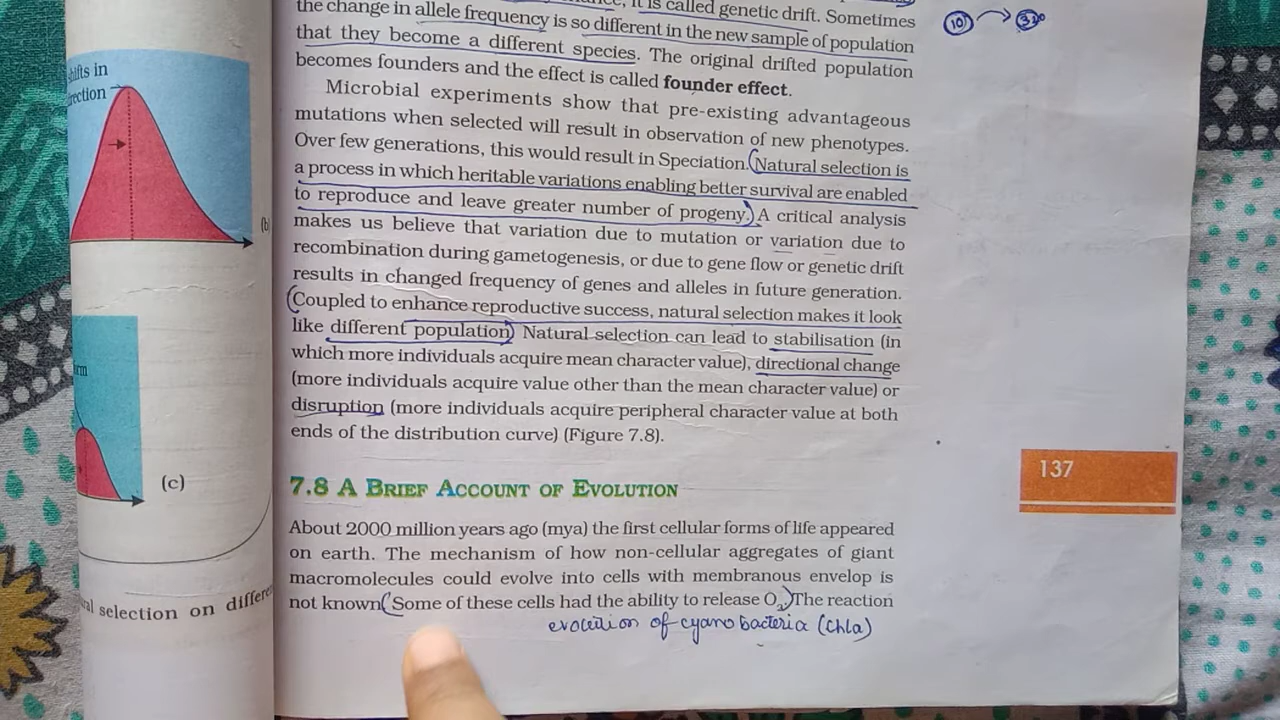 it is called genetic drift. Sometimes
the change in allele frequency is so different in the new sample of population
that they become a different species. The original drifted population
becomes founders and the effect is called founder effect.
Microbial experiments show that pre-existing advantageous
mutations when selected will result in observation of new phenotypes.
Over few generations, this would result in Speciation. Natural selection is
a process in which heritable variations enabling better survival are enabled
to reproduce and leave greater number of progeny. A critical analysis
makes us believe that variation due to mutation or variation due to
recombination during gametogenesis, or due to gene flow or genetic drift
results in changed frequency of genes and alleles in future generation.
Coupled to enhance reproductive success, natural selection makes it look
like different population. Natural selection can lead to stabilisation (in
which more individuals acquire mean character value), directional change
(more individuals acquire value other than the mean character value) or
disruption (more individuals acquire peripheral character value at both
ends of the distribution curve) (Figure 7.8).
7.8 A BRIEF ACCOUNT OF EVOLUTION
About 2000 million years ago (mya) the first cellular forms of life appeared
on earth. The mechanism of how non-cellular aggregates of giant
macromolecules could evolve into cells with membranous envelop is
not known. Some of these cells had the ability to release O₂. The reaction
evolution of cyanobacteria (Chla)
137
10
shifts in
(b)
(c)
selection on